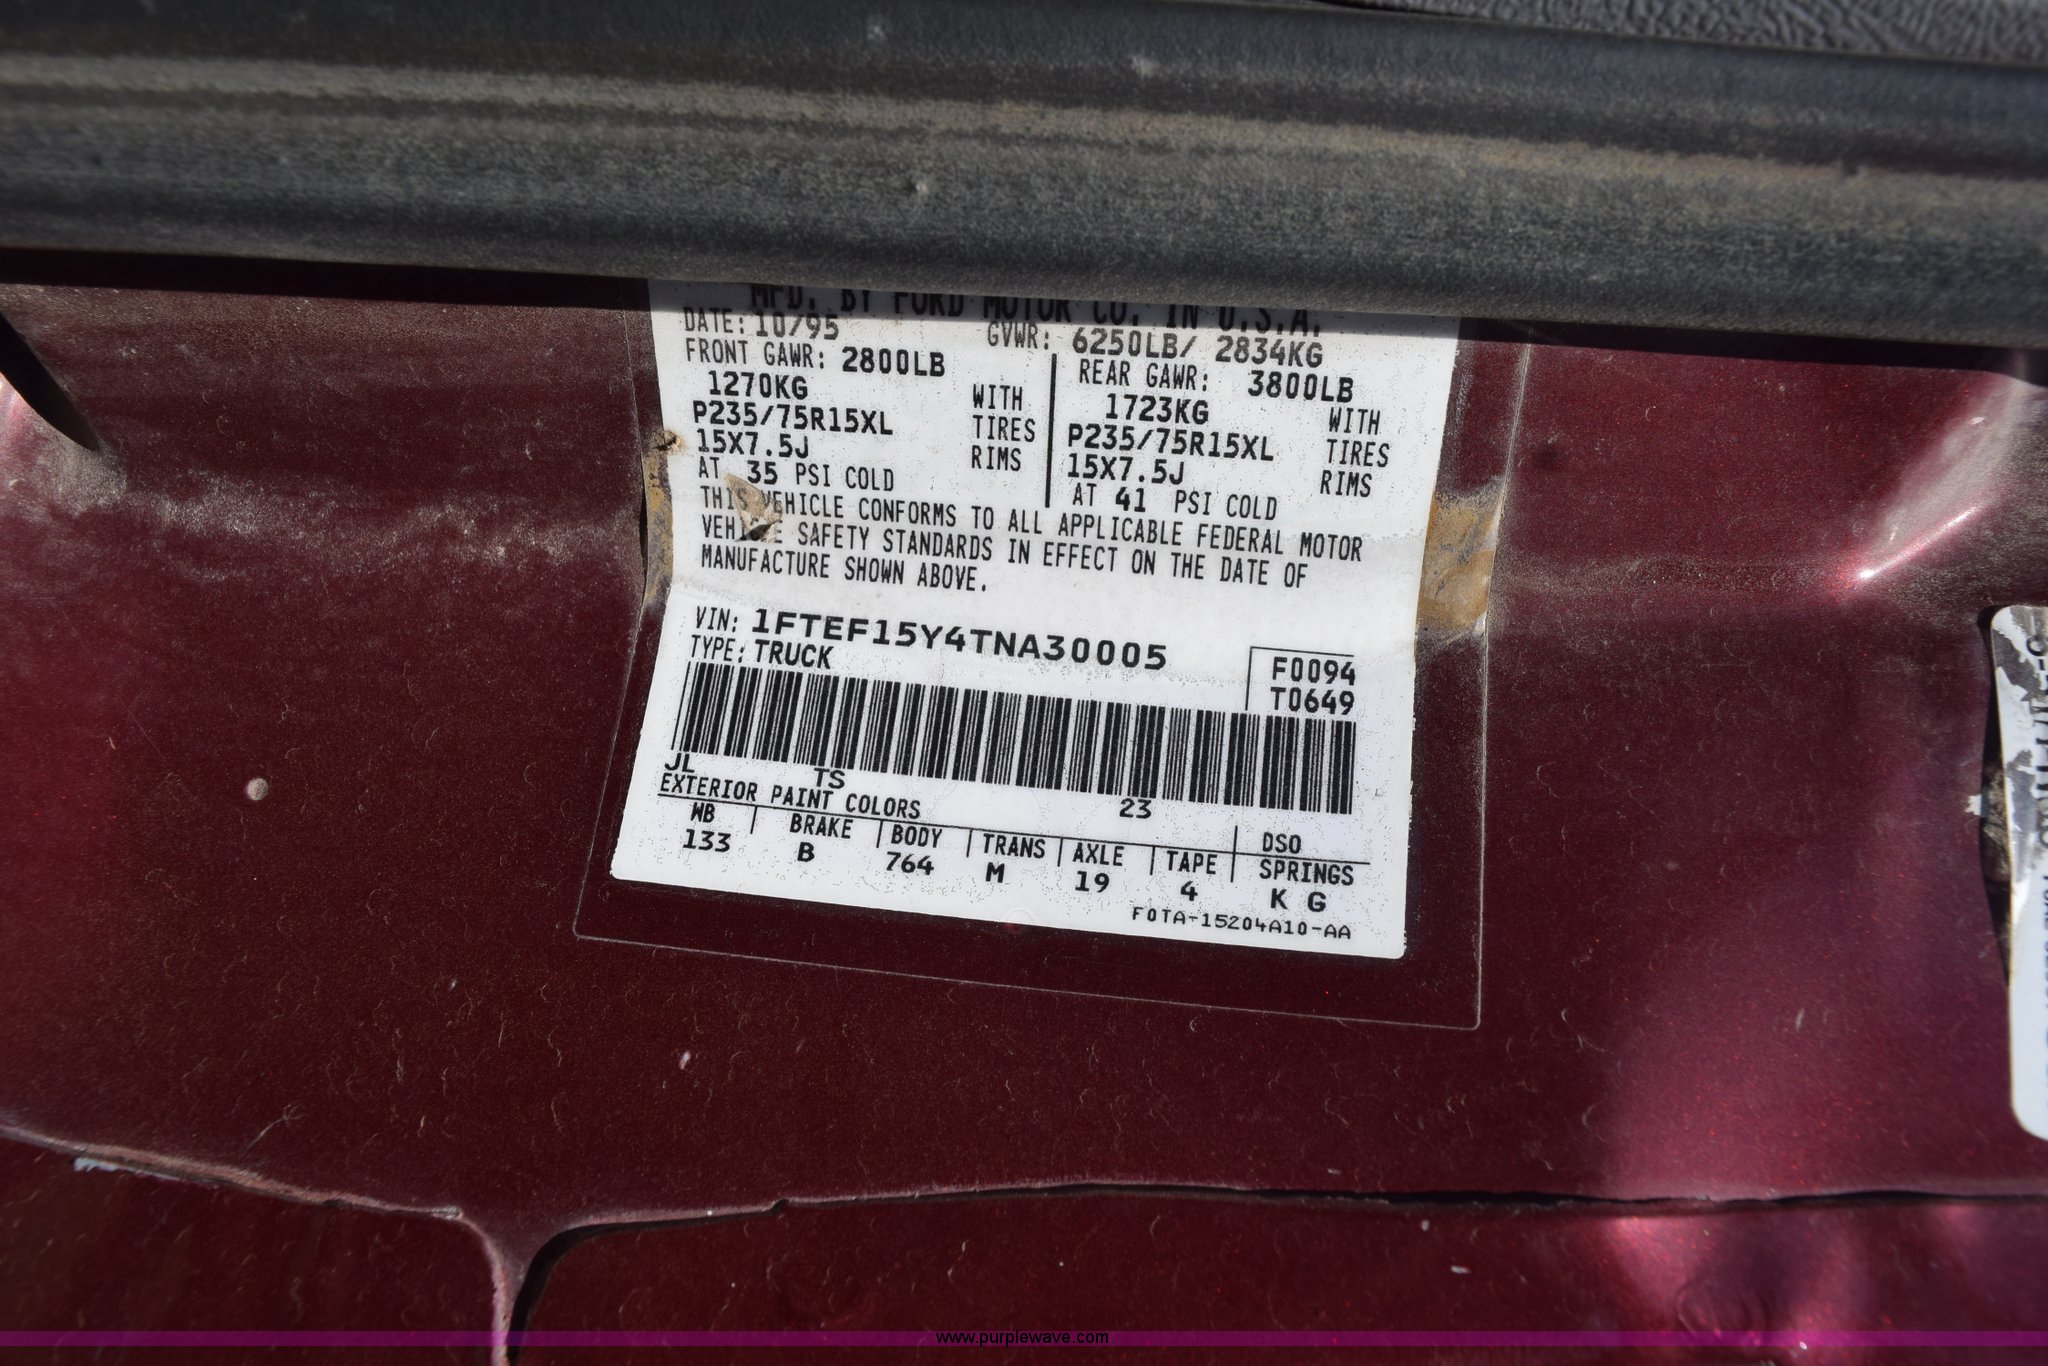 MFD. BY FORD MOTOR CO. IN U.S.A.
DATE: 10/95 GVWR: 6250LB/ 2834KG
FRONT GAWR: 2800LB REAR GAWR: 3800LB
1270KG WITH 1723KG WITH
P235/75R15XL TIRES P235/75R15XL TIRES
15X7.5J RIMS 15X7.5J RIMS
AT 35 PSI COLD AT 41 PSI COLD
THIS VEHICLE CONFORMS TO ALL APPLICABLE FEDERAL MOTOR
VEHICLE SAFETY STANDARDS IN EFFECT ON THE DATE OF
MANUFACTURE SHOWN ABOVE.
VIN: 1FTEF15Y4TNA30005
TYPE: TRUCK
F0094
T0649
JL TS 23
EXTERIOR PAINT COLORS DSO
WB BRAKE BODY TRANS AXLE TAPE SPRINGS
133 B 764 M 19 4 K G
F0TA-15204A10-AA
www.purplewave.com